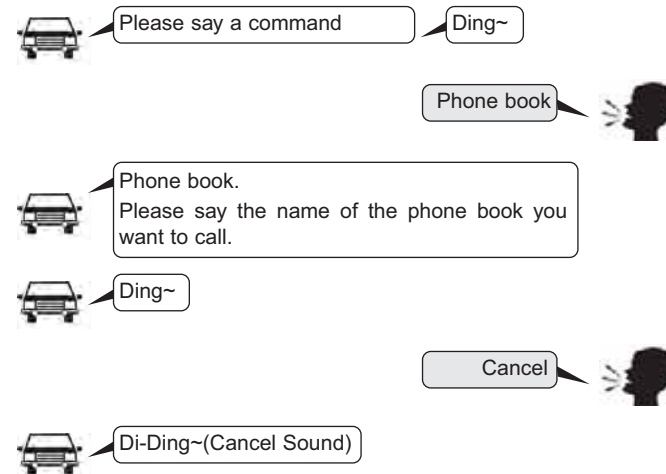 Please say a command
Ding~
Phone book
Phone book.
Please say the name of the phone book you
want to call.
Ding~
Cancel
Di-Ding~(Cancel Sound)